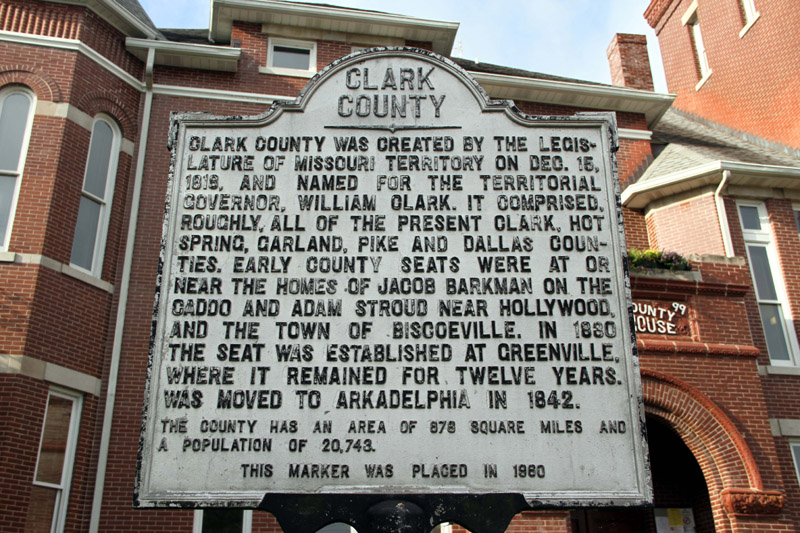 CLARK
COUNTY
CLARK COUNTY WAS CREATED BY THE LEGIS-
LATURE OF MISSOURI TERRITORY ON DEC. 15,
1818, AND NAMED FOR THE TERRITORIAL
GOVERNOR, WILLIAM CLARK. IT COMPRISED,
ROUGHLY, ALL OF THE PRESENT CLARK, HOT
SPRING, GARLAND, PIKE AND DALLAS COUN-
TIES. EARLY COUNTY SEATS WERE AT OR
NEAR THE HOMES OF JACOB BARKMAN ON THE
CADDO AND ADAM STROUD NEAR HOLLYWOOD,
AND THE TOWN OF BISCOEVILLE. IN 1830
THE SEAT WAS ESTABLISHED AT GREENVILLE,
WHERE IT REMAINED FOR TWELVE YEARS.
WAS MOVED TO ARKADELPHIA IN 1842.
THE COUNTY HAS AN AREA OF 878 SQUARE MILES AND
A POPULATION OF 20,743.
THIS MARKER WAS PLACED IN 1960
OUNTY 99
OUSE